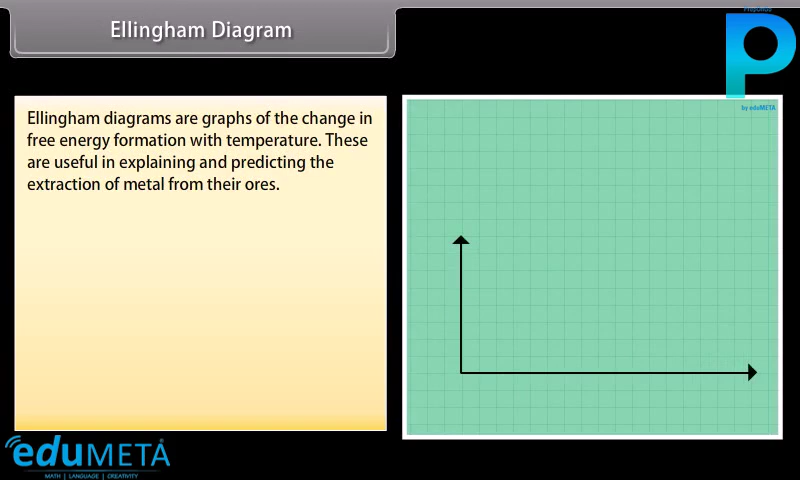 Ellingham Diagram
Ellingham diagrams are graphs of the change in
free energy formation with temperature. These
are useful in explaining and predicting the
extraction of metal from their ores.
P
by eduMETA
eduMETA
MATH | LANGUAGE | CREATIVITY